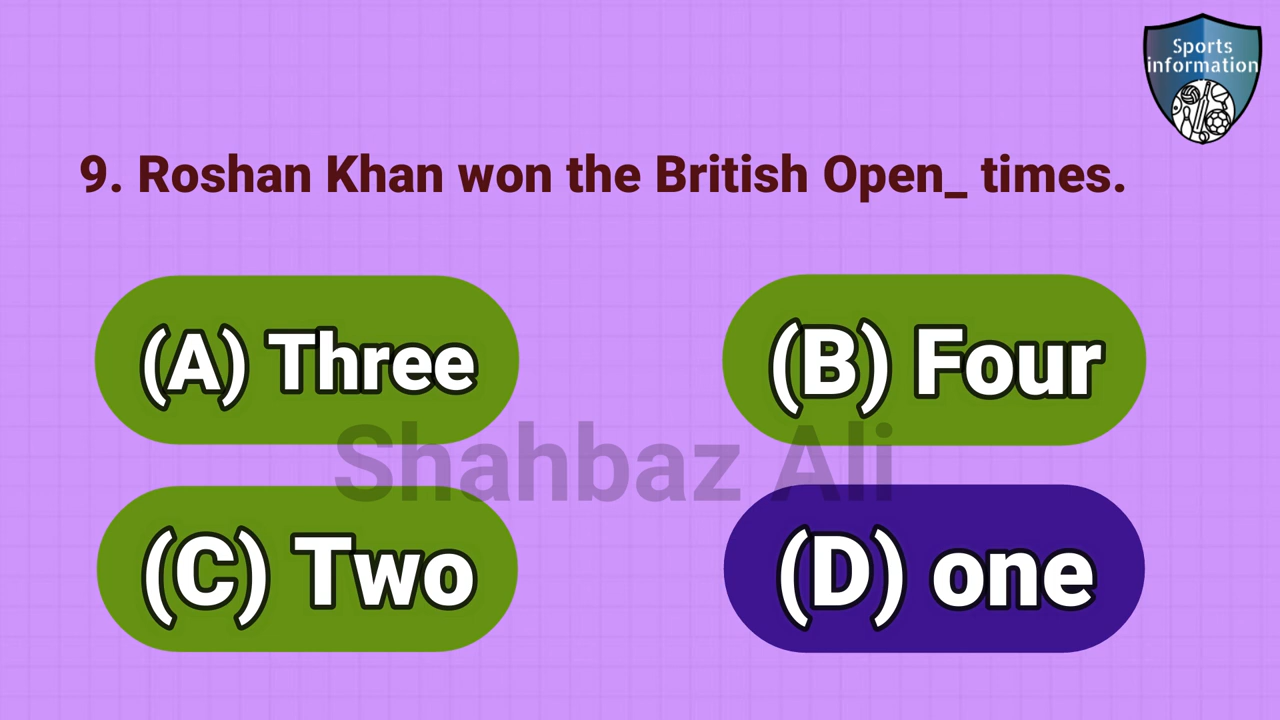 Sports
information
9. Roshan Khan won the British Open_ times.
(A) Three
(B) Four
Shahbaz Ali
(C) Two
(D) one